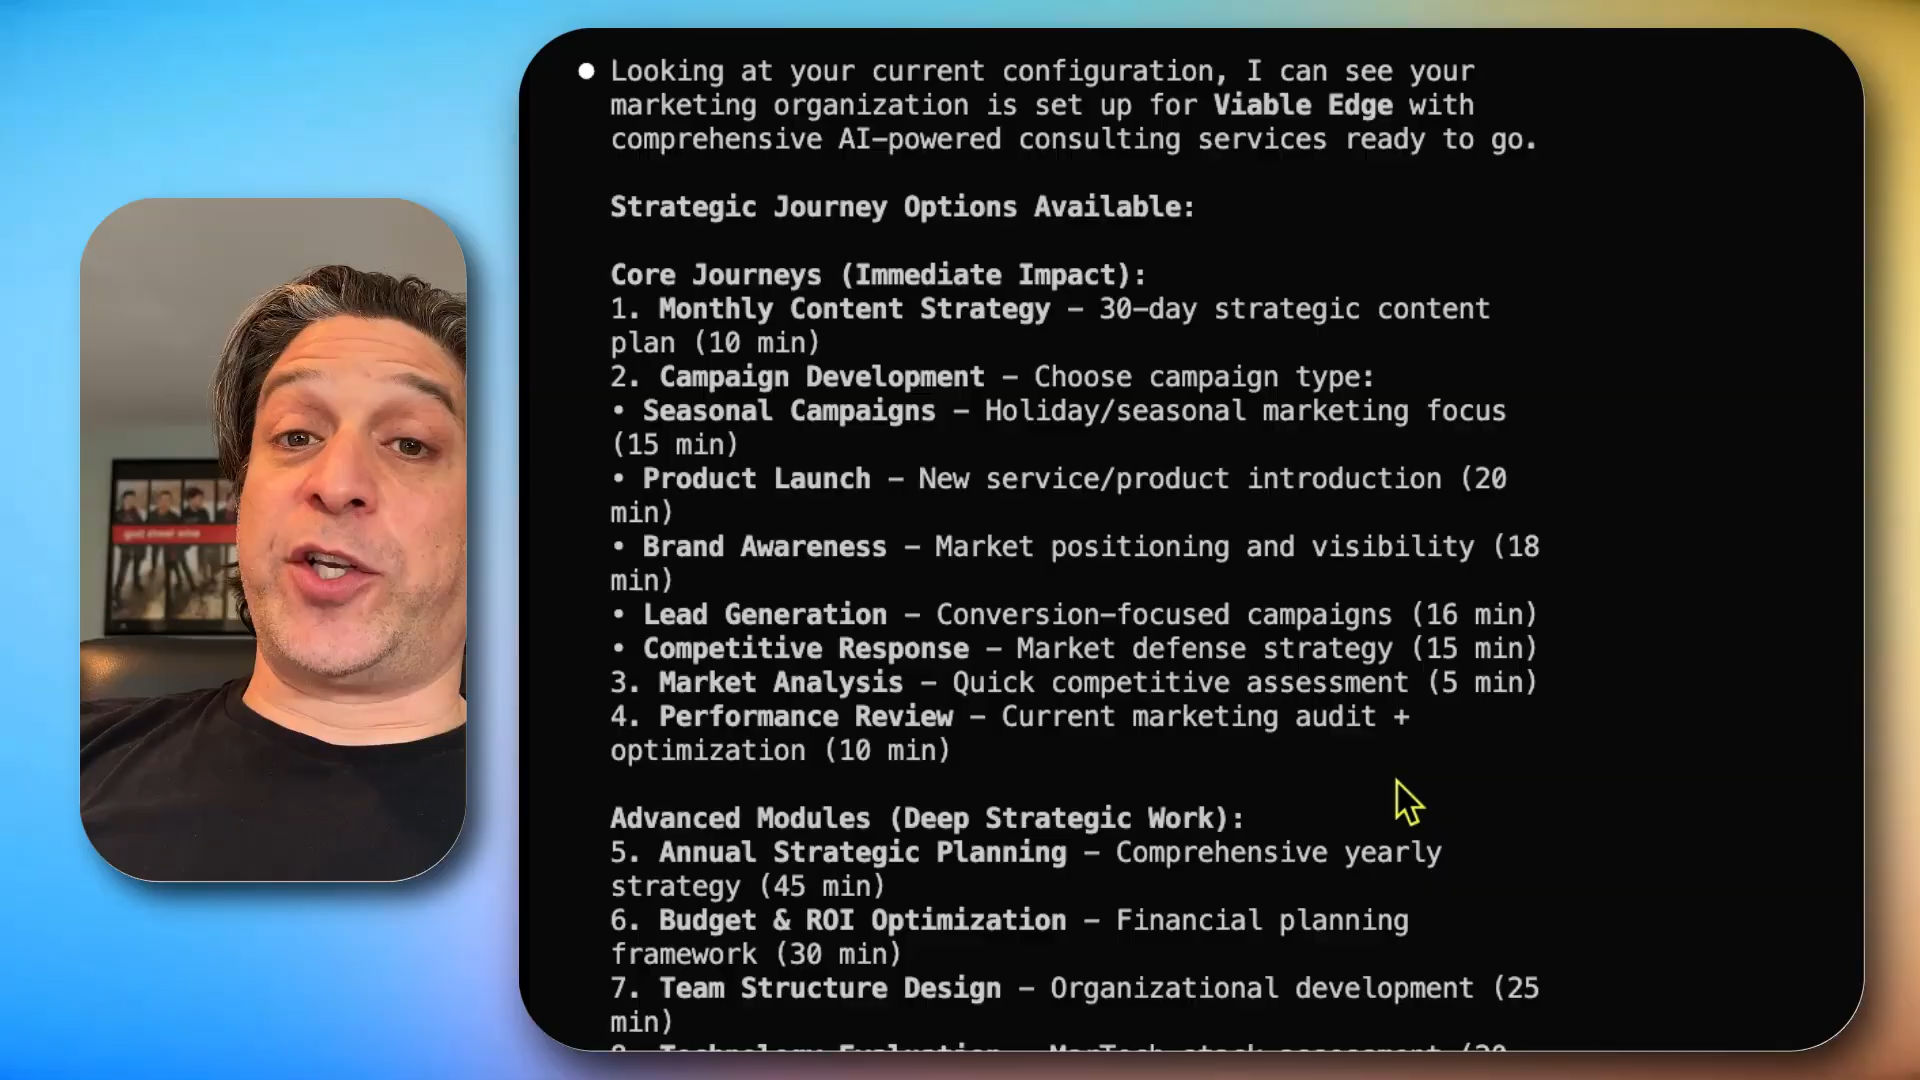 Looking at your current configuration, I can see your
marketing organization is set up for Viable Edge with
comprehensive AI-powered consulting services ready to go.
Strategic Journey Options Available:
Core Journeys (Immediate Impact):
1. Monthly Content Strategy – 30-day strategic content
plan (10 min)
2. Campaign Development – Choose campaign type:
• Seasonal Campaigns – Holiday/seasonal marketing focus
(15 min)
• Product Launch – New service/product introduction (20
min)
• Brand Awareness – Market positioning and visibility (18
min)
• Lead Generation – Conversion-focused campaigns (16 min)
• Competitive Response – Market defense strategy (15 min)
3. Market Analysis – Quick competitive assessment (5 min)
4. Performance Review – Current marketing audit +
optimization (10 min)
Advanced Modules (Deep Strategic Work):
5. Annual Strategic Planning – Comprehensive yearly
strategy (45 min)
6. Budget & ROI Optimization – Financial planning
framework (30 min)
7. Team Structure Design – Organizational development (25
min)